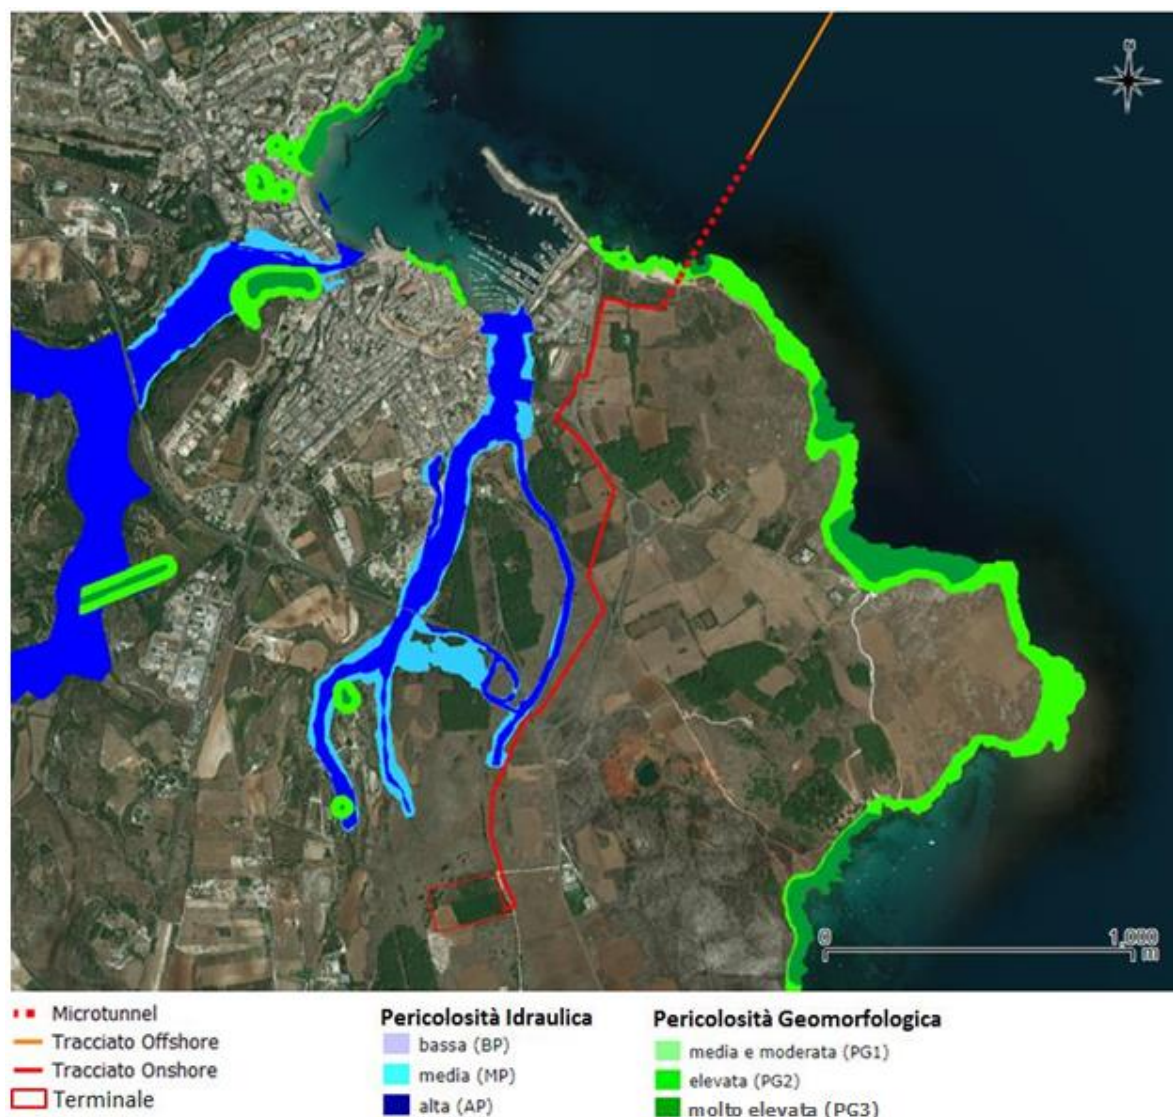 N
0 1,000
m
Microtunnel
Tracciato Offshore
Tracciato Onshore
Terminale
Pericolosità Idraulica
bassa (BP)
media (MP)
alta (AP)
Pericolosità Geomorfologica
media e moderata (PG1)
elevata (PG2)
molto elevata (PG3)